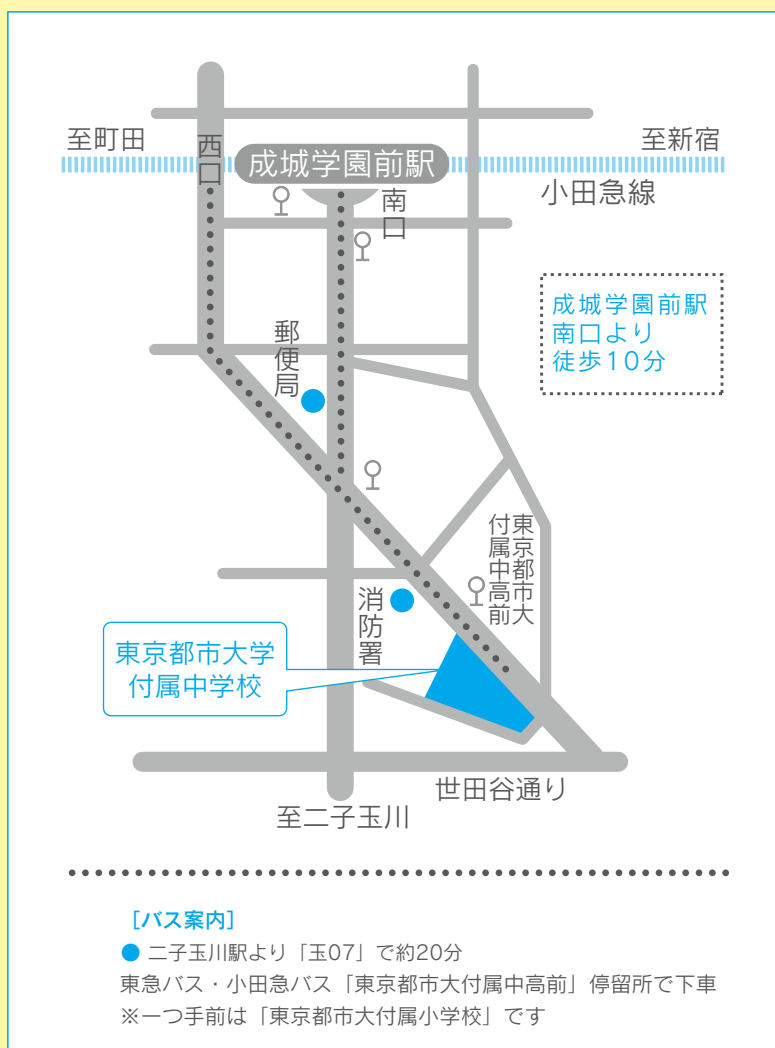 至町田
西口
成城学園前駅
至新宿
小田急線
南口
成城学園前駅
南口より
徒歩10分
郵便局
東京都市大
付属中高前
消防署
東京都市大学
付属中学校
世田谷通り
至二子玉川
［バス案内］
● 二子玉川駅より「玉07」で約20分
東急バス・小田急バス「東京都市大付属中高前」停留所で下車
※一つ手前は「東京都市大付属小学校」です